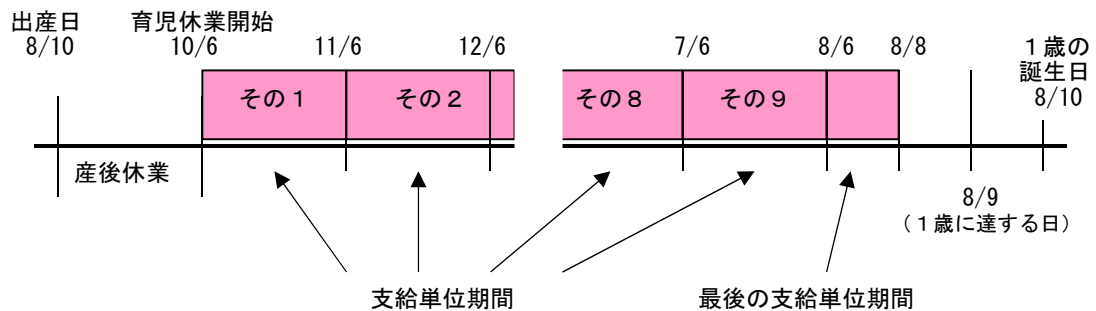 出産日
8/10
育児休業開始
10/6
11/6
12/6
7/6
8/6
8/8
１歳の
誕生日
8/10
その１
その２
その８
その９
産後休業
8/9
（１歳に達する日）
支給単位期間
最後の支給単位期間